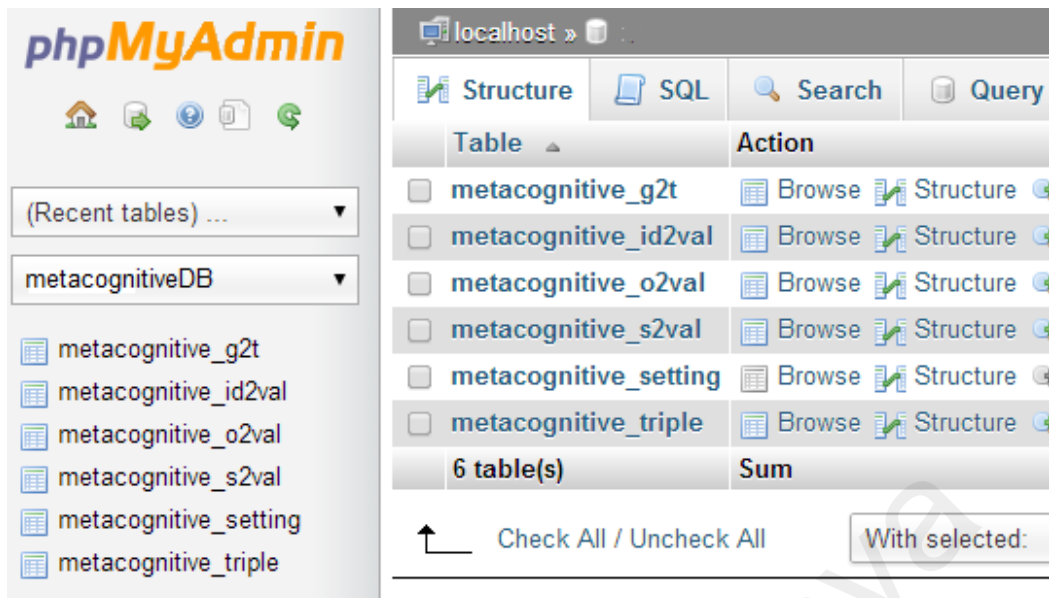 phpMyAdmin
(Recent tables) ...
metacognitiveDB
metacognitive_g2t
metacognitive_id2val
metacognitive_o2val
metacognitive_s2val
metacognitive_setting
metacognitive_triple
localhost »
Structure SQL Search Query
Table Action
metacognitive_g2t Browse Structure
metacognitive_id2val Browse Structure
metacognitive_o2val Browse Structure
metacognitive_s2val Browse Structure
metacognitive_setting Browse Structure
metacognitive_triple Browse Structure
6 table(s) Sum
Check All / Uncheck All With selected: